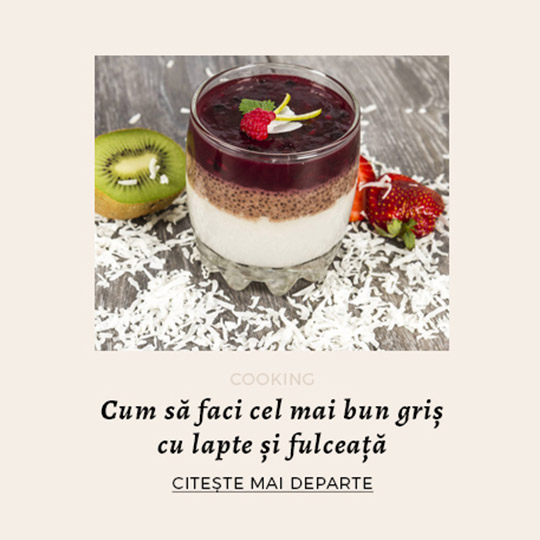 COOKING
Cum să faci cel mai bun griș
cu lapte și fulceață
CITEȘTE MAI DEPARTE